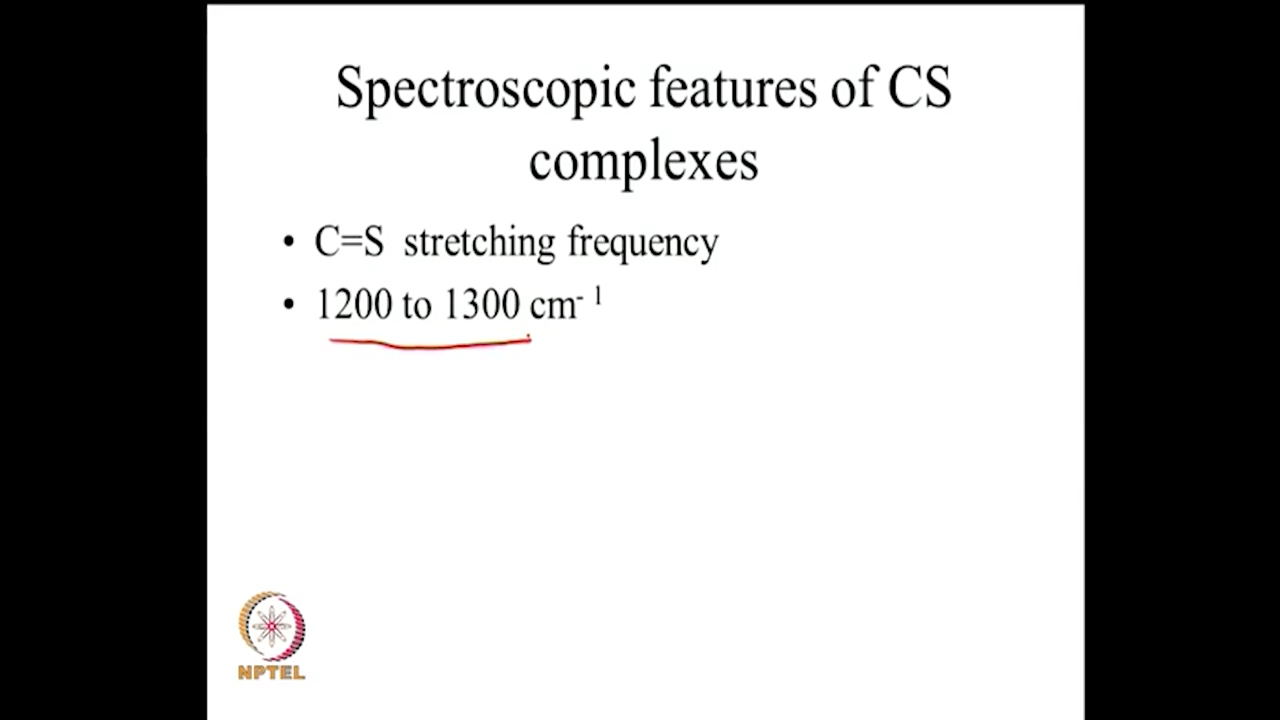 Spectroscopic features of CS
complexes
• C=S stretching frequency
• 1200 to 1300 cm⁻ ¹
NPTEL